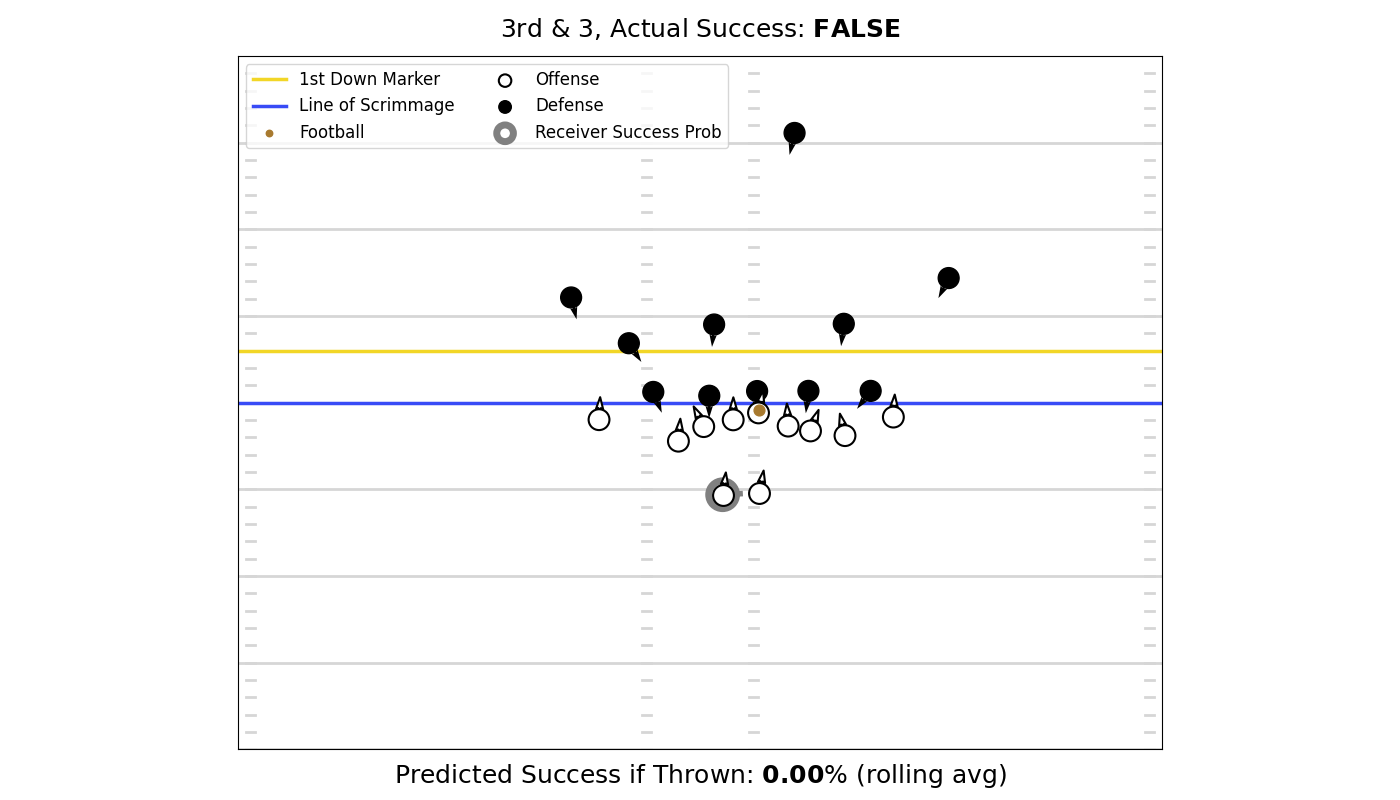 3rd & 3, Actual Success: FALSE
1st Down Marker
Line of Scrimmage
Football
Offense
Defense
Receiver Success Prob
Predicted Success if Thrown: 0.00% (rolling avg)